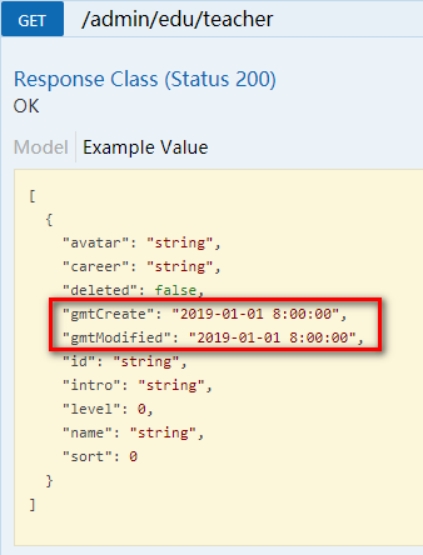 GET /admin/edu/teacher
Response Class (Status 200)
OK
Model Example Value
[
{
"avatar": "string",
"career": "string",
"deleted": false,
"gmtCreate": "2019-01-01 8:00:00",
"gmtModified": "2019-01-01 8:00:00",
"id": "string",
"intro": "string",
"level": 0,
"name": "string",
"sort": 0
}
]